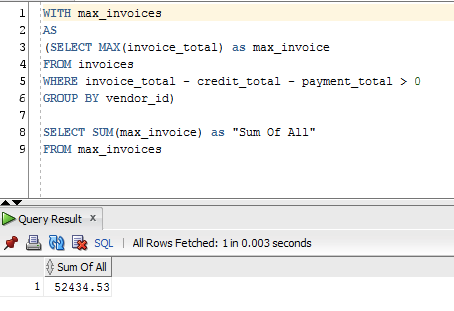 1 WITH max_invoices
2 AS
3 (SELECT MAX(invoice_total) as max_invoice
4 FROM invoices
5 WHERE invoice_total - credit_total - payment_total > 0
6 GROUP BY vendor_id)
7
8 SELECT SUM(max_invoice) as "Sum Of All"
9 FROM max_invoices
Query Result x
SQL | All Rows Fetched: 1 in 0.003 seconds
Sum Of All
1 52434.53